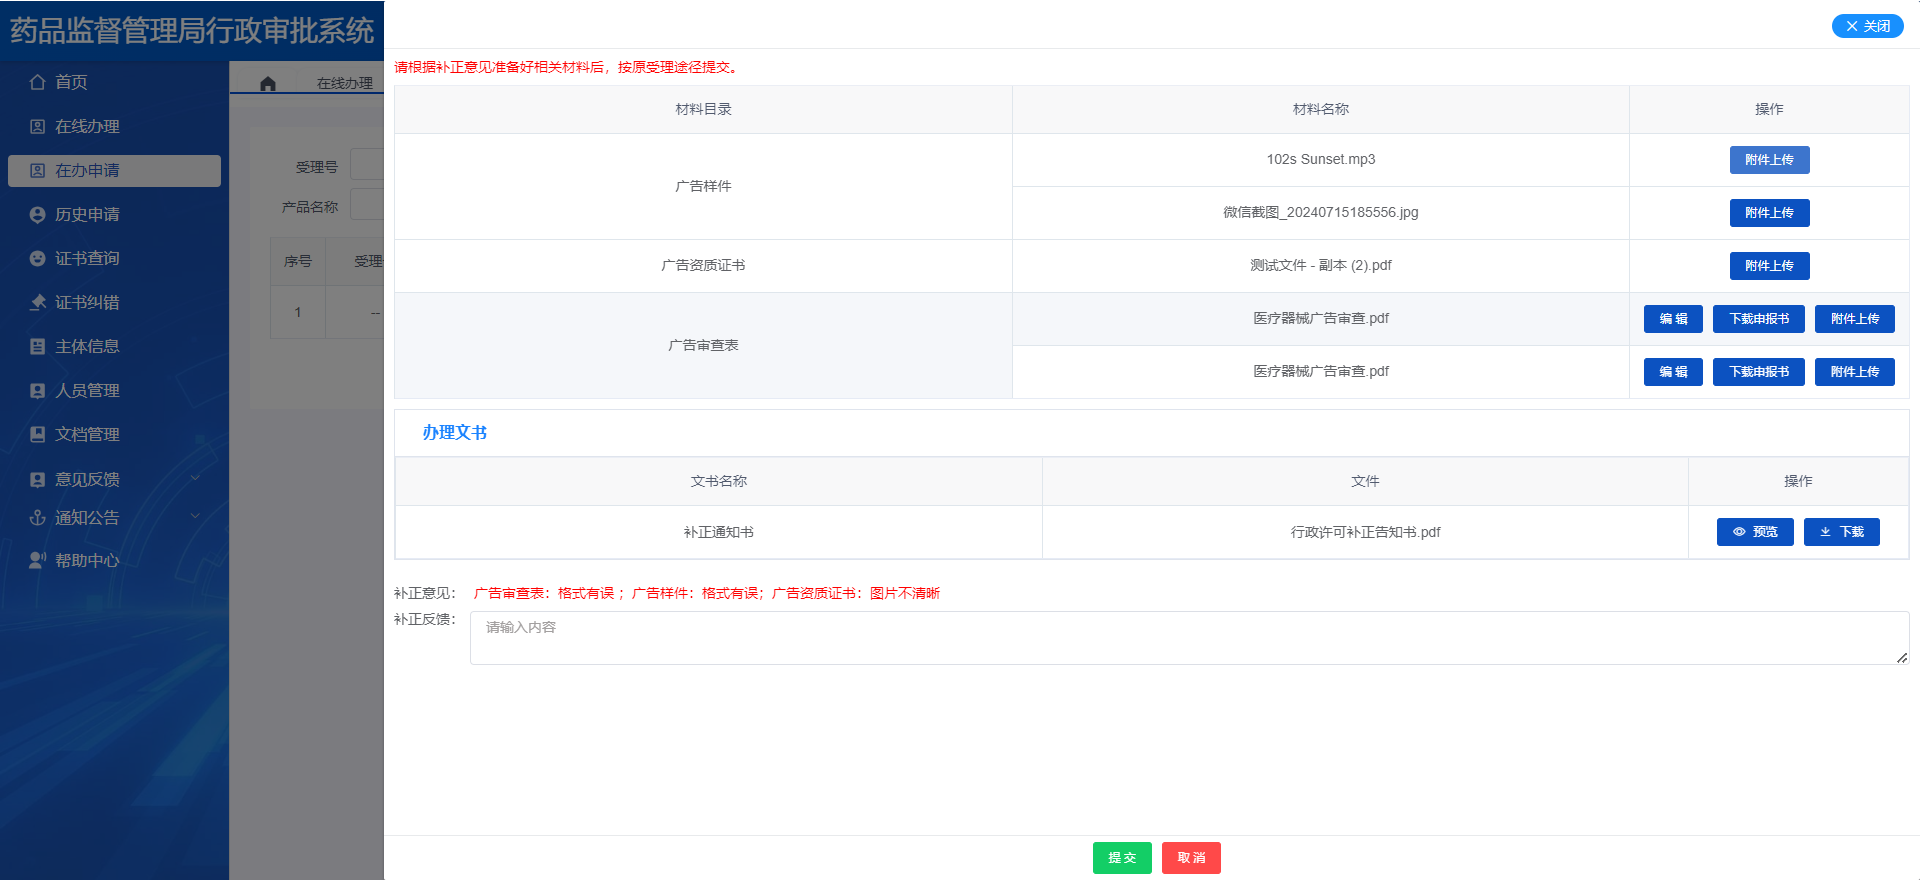 药品监督管理局行政审批系统
首页
在线办理
在办申请
历史申请
证书查询
证书纠错
主体信息
人员管理
文档管理
意见反馈
通知公告
帮助中心
在线办理
受理号
产品名称
序号 受理
1 --
关闭
请根据补正意见准备好相关材料后，按原受理途径提交。
材料目录 材料名称 操作
广告样件 102s Sunset.mp3 附件上传
微信截图_20240715185556.jpg 附件上传
广告资质证书 测试文件 - 副本 (2).pdf 附件上传
广告审查表 医疗器械广告审查.pdf 编辑 下载申报书 附件上传
医疗器械广告审查.pdf 编辑 下载申报书 附件上传
办理文书
文书名称 文件 操作
补正通知书 行政许可补正告知书.pdf 预览 下载
补正意见： 广告审查表：格式有误； 广告样件：格式有误；广告资质证书：图片不清晰
补正反馈： 请输入内容
提交 取消